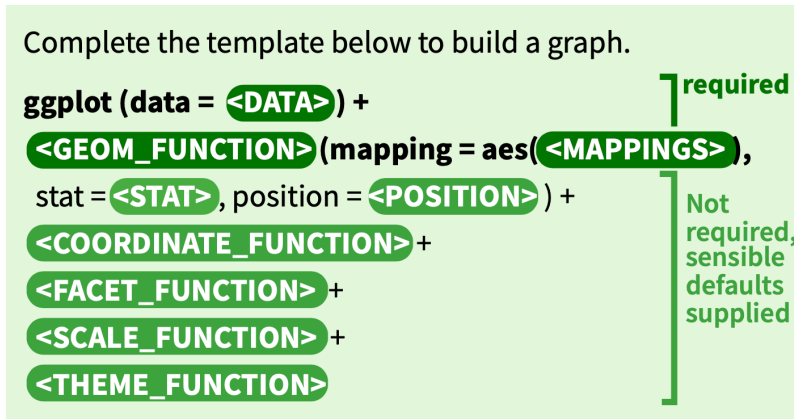 Complete the template below to build a graph.
ggplot (data = <DATA>) +
<GEOM_FUNCTION> (mapping = aes( <MAPPINGS> ),
stat = <STAT> , position = <POSITION> ) +
<COORDINATE_FUNCTION> +
<FACET_FUNCTION> +
<SCALE_FUNCTION> +
<THEME_FUNCTION>
required
Not
required,
sensible
defaults
supplied